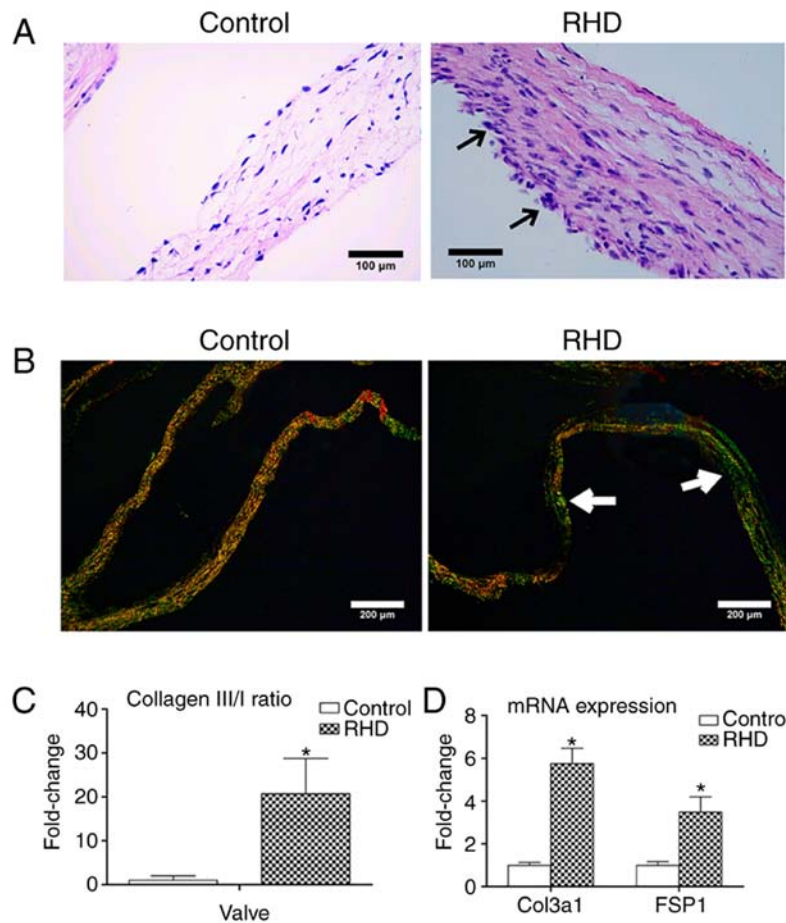 A
Control
RHD
100 µm
100 µm
B
Control
RHD
200 µm
200 µm
C
Collagen III/I ratio
Control
RHD
Fold-change
40
30
20
10
0
*
Valve
D
mRNA expression
Contro
RHD
Fold-change
8
6
4
2
0
*
*
Col3a1
FSP1